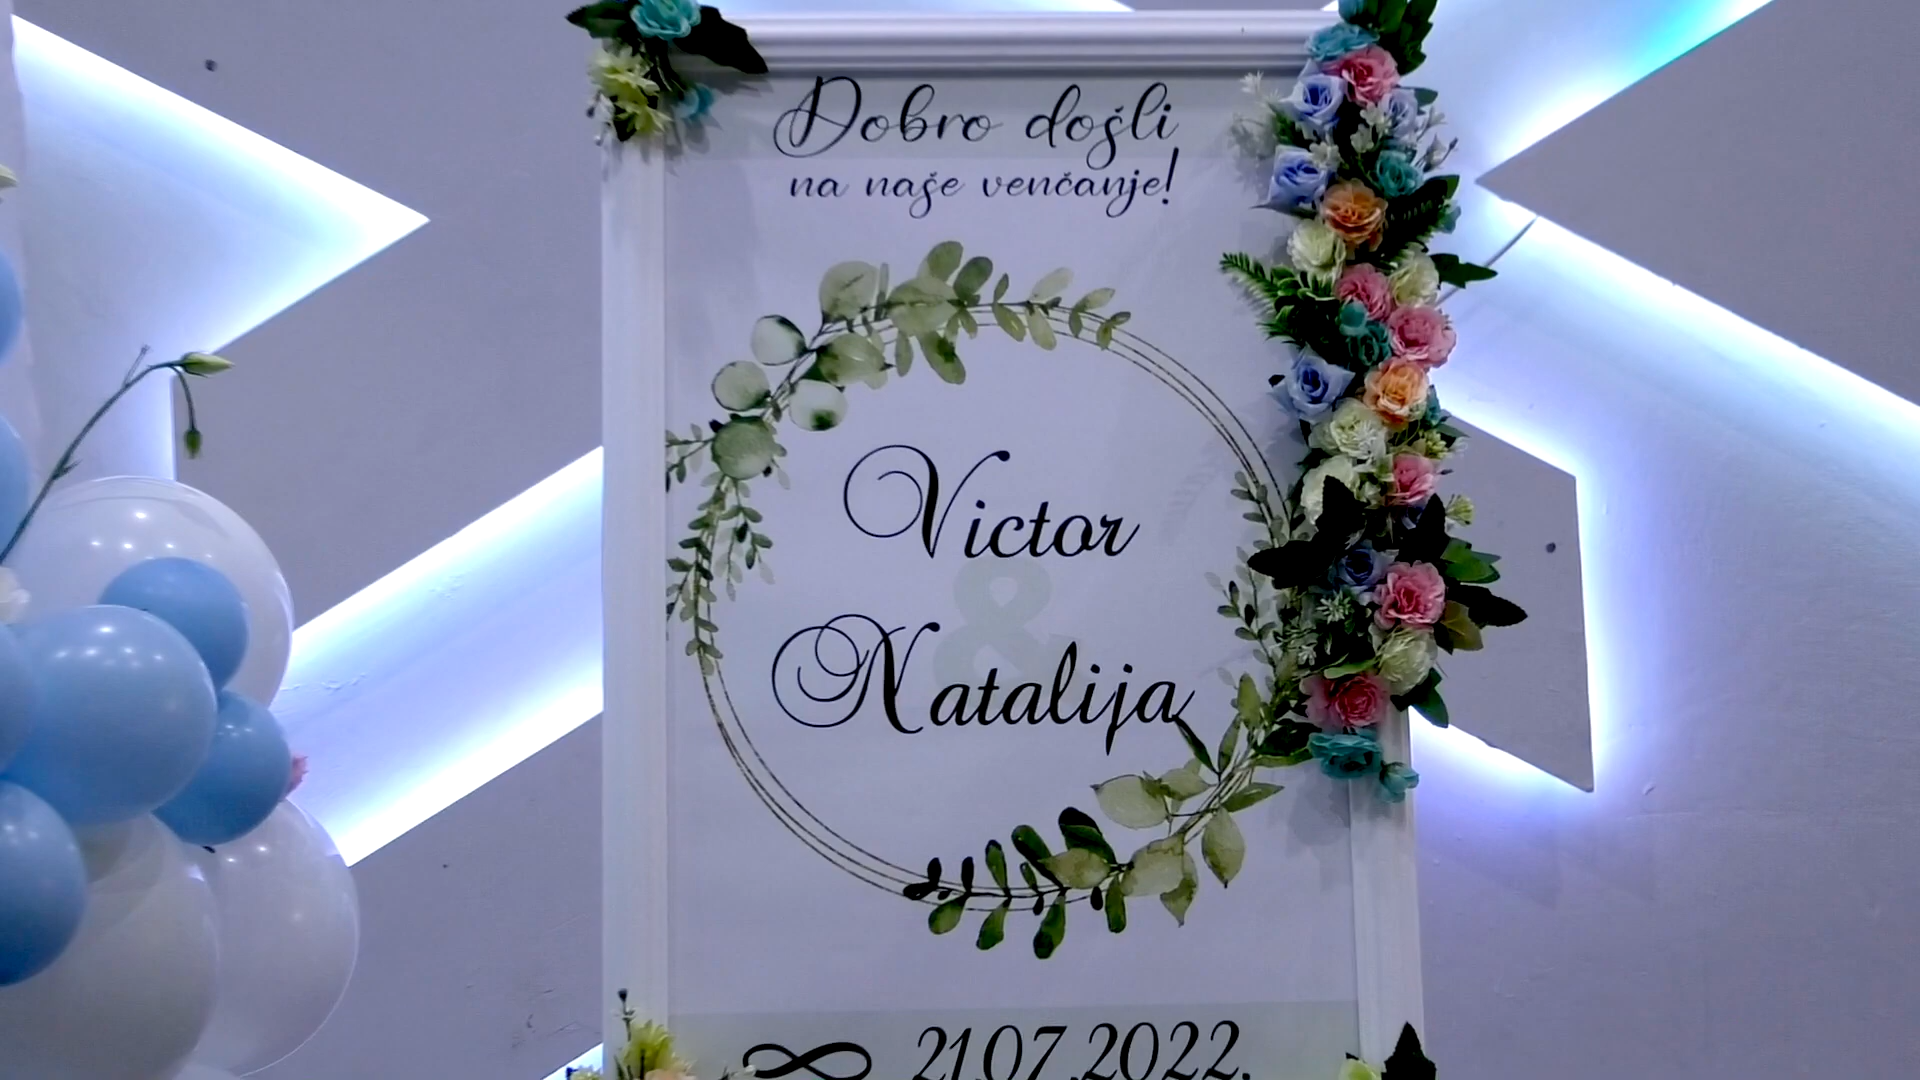 Dobro došli
na naše venčanje!
Victor
&
Natalija
21.07.2022.